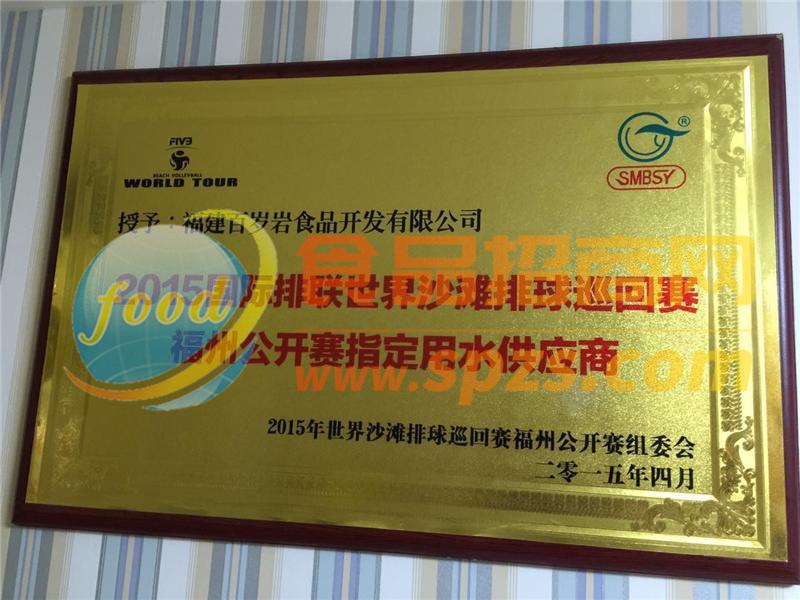 FIVB
BEACH VOLLEYBALL
WORLD TOUR
®
SMBSY
授予：福建百岁岩食品开发有限公司
2015国际排联世界沙滩排球巡回赛
福州公开赛指定用水供应商
2015年世界沙滩排球巡回赛福州公开赛组委会
二零一五年四月
food
食品招商网
www.spzs.com